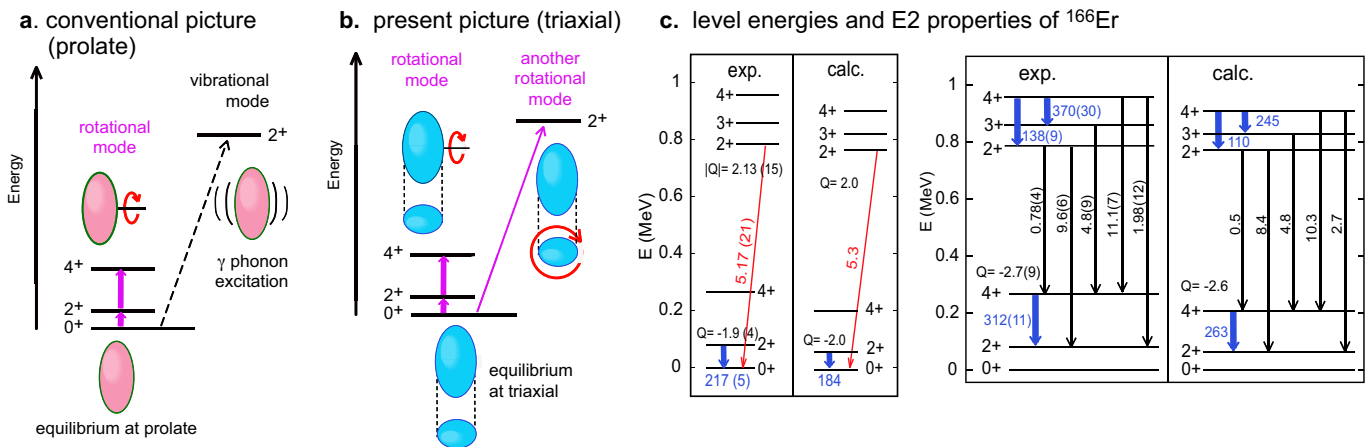 a. conventional picture
(prolate)
Energy
vibrational
mode
rotational
mode
2+
4+
2+
0+
γ phonon
excitation
equilibrium at prolate
b. present picture (triaxial)
Energy
rotational
mode
another
rotational
mode
2+
4+
2+
0+
equilibrium
at triaxial
c. level energies and E2 properties of ¹⁶⁶Er
E (MeV)
1
0.8
0.6
0.4
0.2
0
exp.
4+
3+
2+
|Q|= 2.13 (15)
5.17 (21)
4+
Q= -1.9 (4)
2+
0+
217 (5)
calc.
4+
3+
2+
Q= 2.0
5.3
4+
Q= -2.0
2+
0+
184
E (MeV)
1
0.8
0.6
0.4
0.2
0
exp.
4+
370(30)
3+
138(9)
2+
0.78(4)
9.6(6)
4.8(9)
11.1(7)
1.98(12)
Q= -2.7(9)
4+
312(11)
2+
0+
calc.
4+
245
3+
110
2+
0.5
8.4
4.8
10.3
2.7
Q= -2.6
4+
263
2+
0+